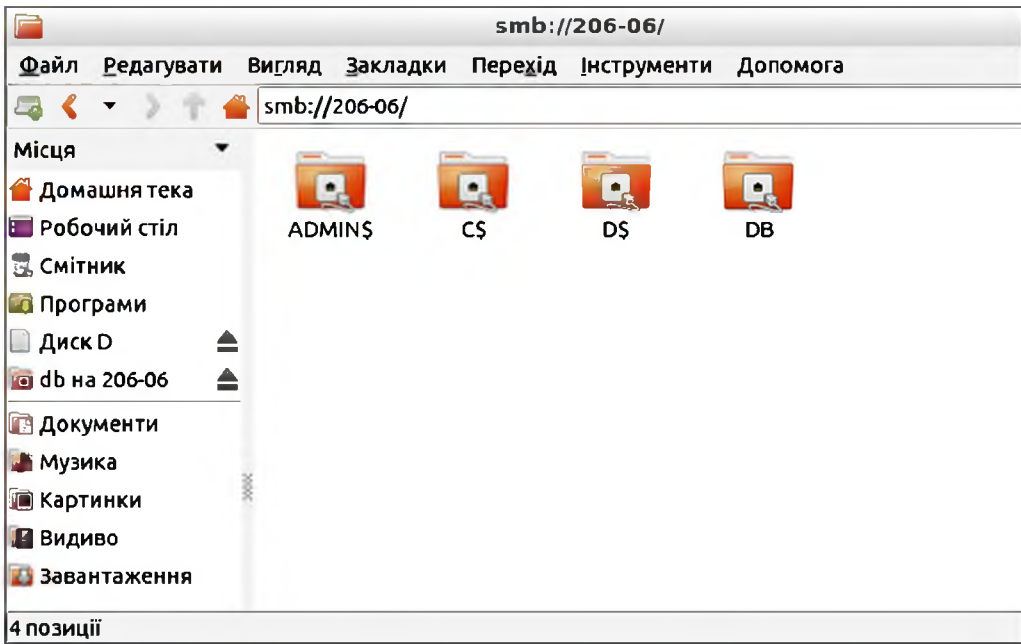 smb://206-06/
Файл Редагувати Вигляд Закладки Перехід Інструменти Допомога
smb://206-06/
Місця
Домашня тека
Робочий стіл
Смітник
Програми
Диск D
db на 206-06
Документи
Музика
Картинки
Видиво
Завантаження
ADMIN$ C$ D$ DB
4 позиції